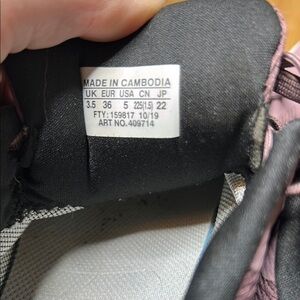 MADE IN CAMBODIA
UK EUR USA CN JP
3.5 36 5 225(1.5) 22
FTY: 159817 10/19
ART NO. 409714